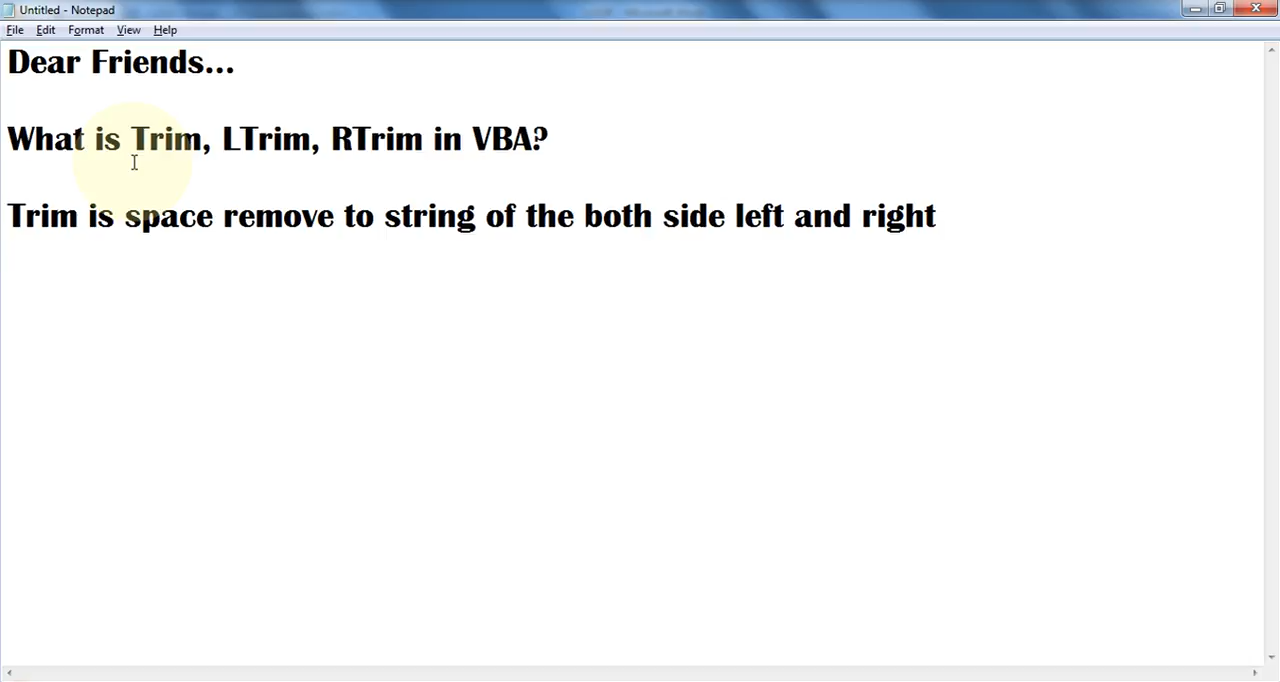 Untitled - Notepad
File Edit Format View Help
Dear Friends...
What is Trim, LTrim, RTrim in VBA?
Trim is space remove to string of the both side left and right